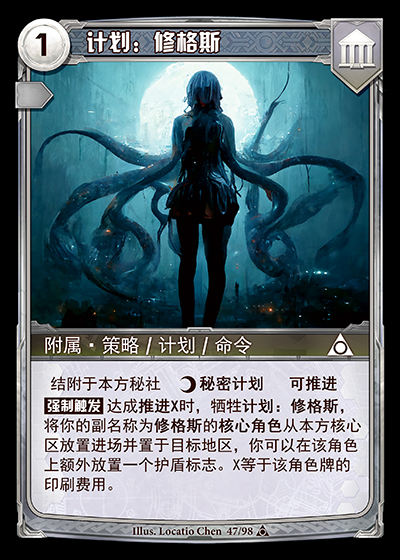 1
计划：修格斯
附属・策略 / 计划 / 命令
结附于本方秘社 秘密计划 可推进
强制触发 达成推进X时，牺牲计划：修格斯，
将你的副名称为修格斯的核心角色从本方核心
区放置进场并置于目标地区，你可以在该角色
上额外放置一个护盾标志。X等于该角色牌的
印刷费用。
Illus. Locatio Chen 47/98